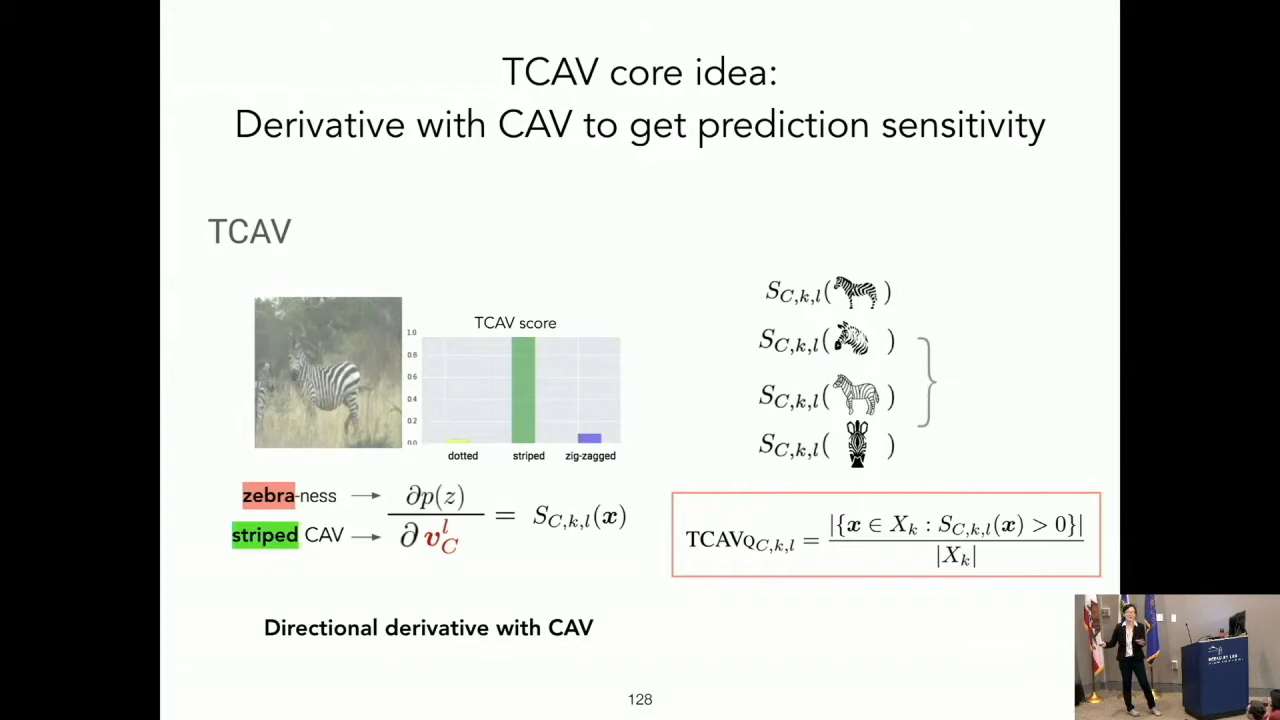 TCAV core idea:
Derivative with CAV to get prediction sensitivity
TCAV
TCAV score
1.0
0.8
0.6
0.4
0.2
0.0
dotted striped zig-zagged
zebra-ness → ∂p(z)
striped CAV → ∂v_C^l
= S_{C,k,l}(x)
Directional derivative with CAV
S_{C,k,l}( )
S_{C,k,l}( )
S_{C,k,l}( )
S_{C,k,l}( )
TCAVQ_{C,k,l} = |{x ∈ X_k : S_{C,k,l}(x) > 0}|
|X_k|
128